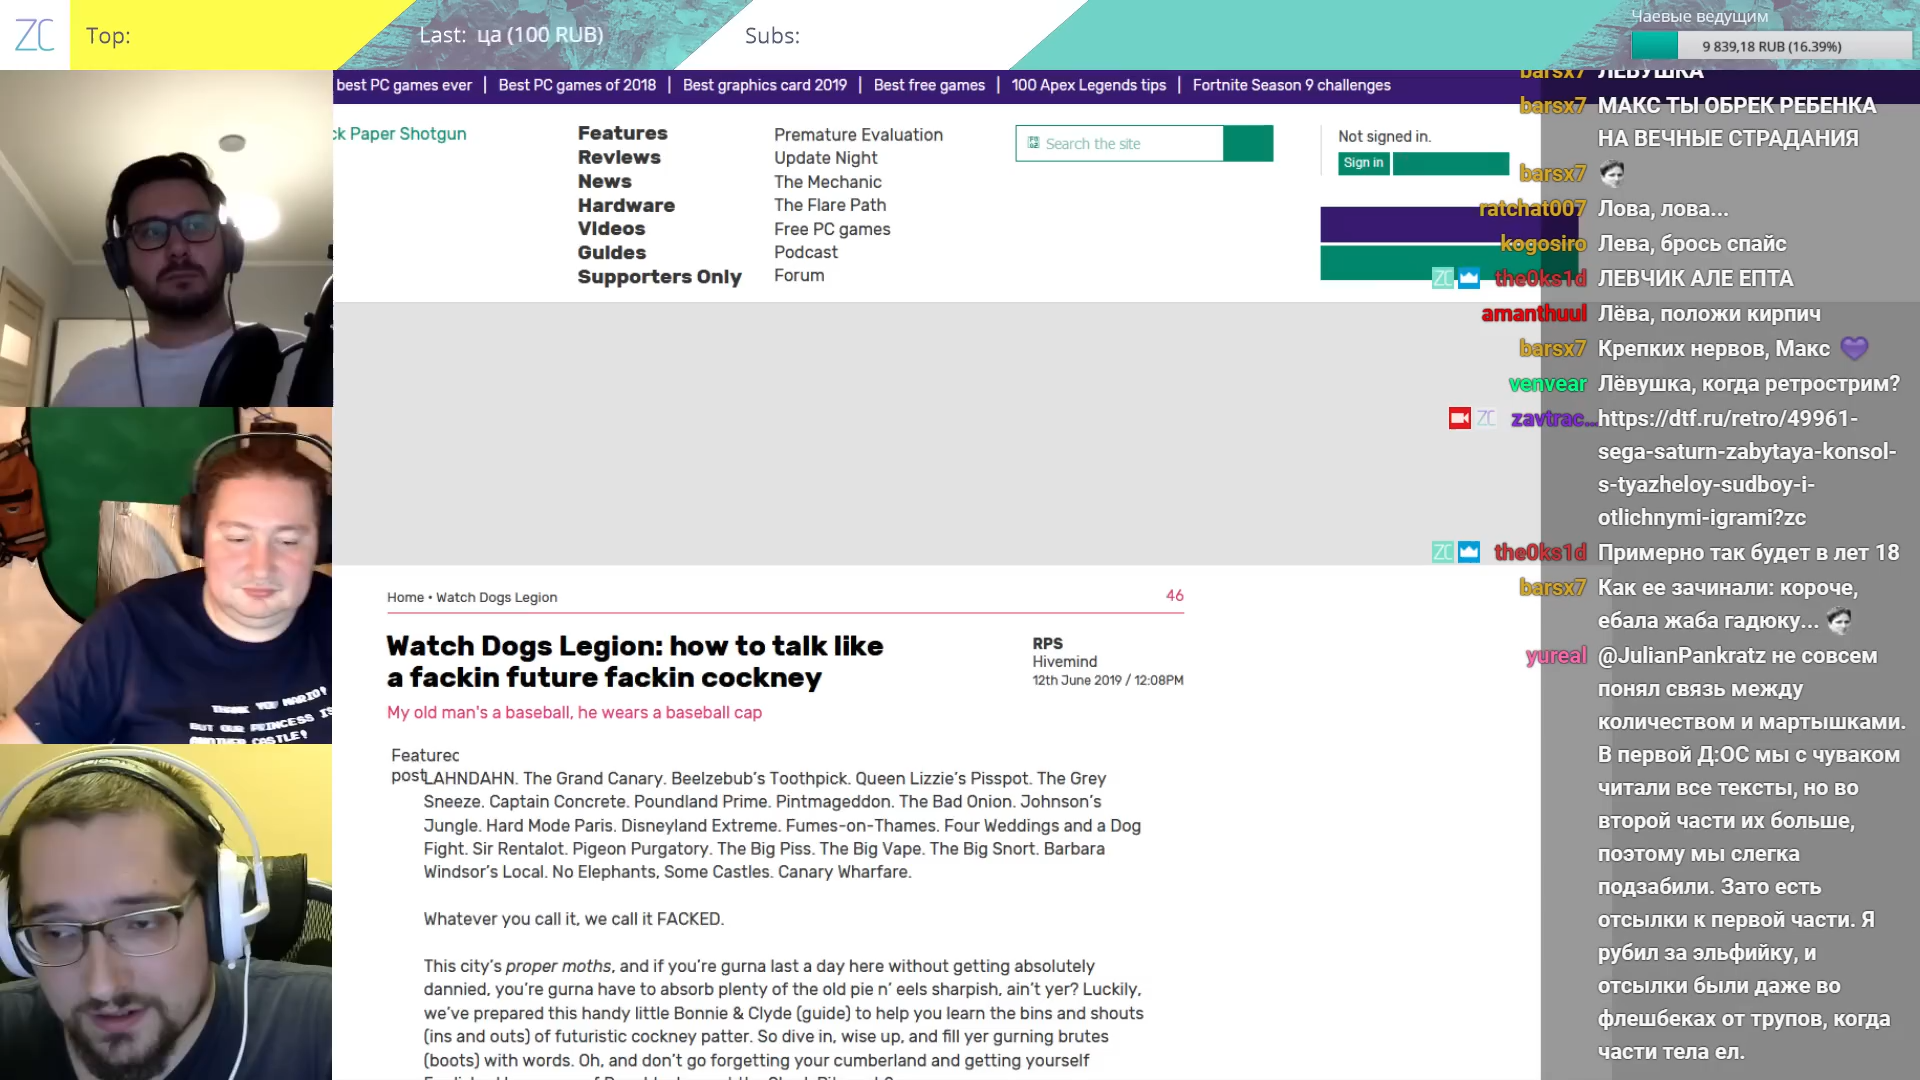 ZC
Top:
Last: ца (100 RUB)
Subs:
Чаевые ведущим
9 839,18 RUB (16.39%)
best PC games ever | Best PC games of 2018 | Best graphics card 2019 | Best free games | 100 Apex Legends tips | Fortnite Season 9 challenges
ck Paper Shotgun
Features
Reviews
News
Hardware
Videos
Guides
Supporters Only
Premature Evaluation
Update Night
The Mechanic
The Flare Path
Free PC games
Podcast
Forum
Search the site
Not signed in.
Sign in
Home • Watch Dogs Legion
46
Watch Dogs Legion: how to talk like
a fackin future fackin cockney
RPS
Hivemind
12th June 2019 / 12:08PM
My old man's a baseball, he wears a baseball cap
Featured
post
LAHNDAHN. The Grand Canary. Beelzebub's Toothpick. Queen Lizzie's Pisspot. The Grey
Sneeze. Captain Concrete. Poundland Prime. Pintmageddon. The Bad Onion. Johnson's
Jungle. Hard Mode Paris. Disneyland Extreme. Fumes-on-Thames. Four Weddings and a Dog
Fight. Sir Rentalot. Pigeon Purgatory. The Big Piss. The Big Vape. The Big Snort. Barbara
Windsor's Local. No Elephants, Some Castles. Canary Wharfare.
Whatever you call it, we call it FACKED.
This city's proper moths, and if you're gurna last a day here without getting absolutely
dannied, you're gurna have to absorb plenty of the old pie n' eels sharpish, ain't yer? Luckily,
we've prepared this handy little Bonnie & Clyde (guide) to help you learn the bins and shouts
(ins and outs) of futuristic cockney patter. So dive in, wise up, and fill yer gurning brutes
(boots) with words. Oh, and don't go forgetting your cumberland and getting yourself
barsx7 ЛЕВУШКА
barsx7 МАКС ТЫ ОБРЕК РЕБЕНКА
НА ВЕЧНЫЕ СТРАДАНИЯ
barsx7
ratchat007 Лова, лова...
kogosiro Лева, брось спайс
ZC the0ks1d ЛЕВЧИК АЛЕ ЕПТА
amanthuul Лёва, положи кирпич
barsx7 Крепких нервов, Макс
venvear Лёвушка, когда ретрострим?
ZC zavtrac... https://dtf.ru/retro/49961-
sega-saturn-zabytaya-konsol-
s-tyazheloy-sudboy-i-
otlichnymi-igrami?zc
ZC the0ks1d Примерно так будет в лет 18
barsx7 Как ее зачинали: короче,
ебала жаба гадюку...
yureal @JulianPankratz не совсем
понял связь между
количеством и мартышками.
В первой Д:ОС мы с чуваком
читали все тексты, но во
второй части их больше,
поэтому мы слегка
подзабили. Зато есть
отсылки к первой части. Я
рубил за эльфийку, и
отсылки были даже во
флешбеках от трупов, когда
части тела ел.
THANK YOU MARIO!
BUT OUR PRINCESS IS
ANOTHER CASTLE!